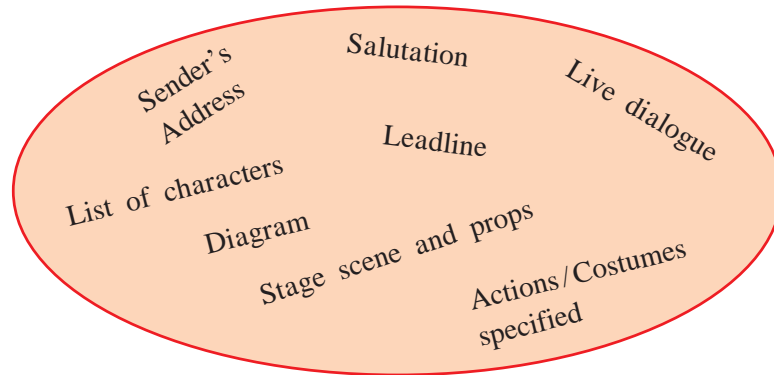 Sender's
Address
Salutation
Live dialogue
Leadline
List of characters
Diagram
Stage scene and props
Actions/Costumes
specified